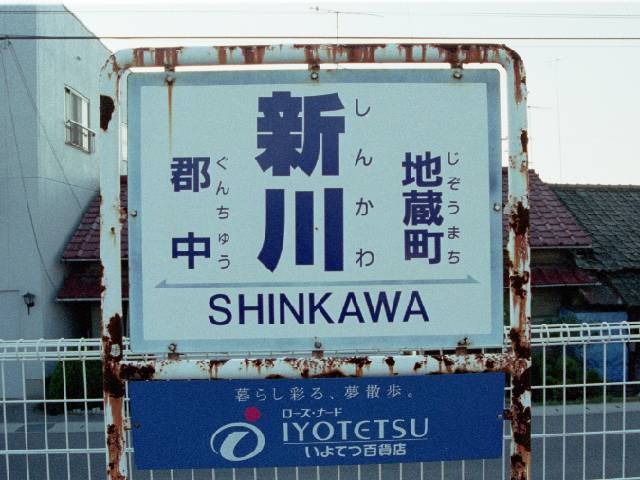 新川
しんかわ
郡中
ぐんちゅう
地蔵町
じぞうまち
SHINKAWA
暮らし彩る、夢散歩。
ローズ・ナード
IYOTETSU
いよてつ百貨店